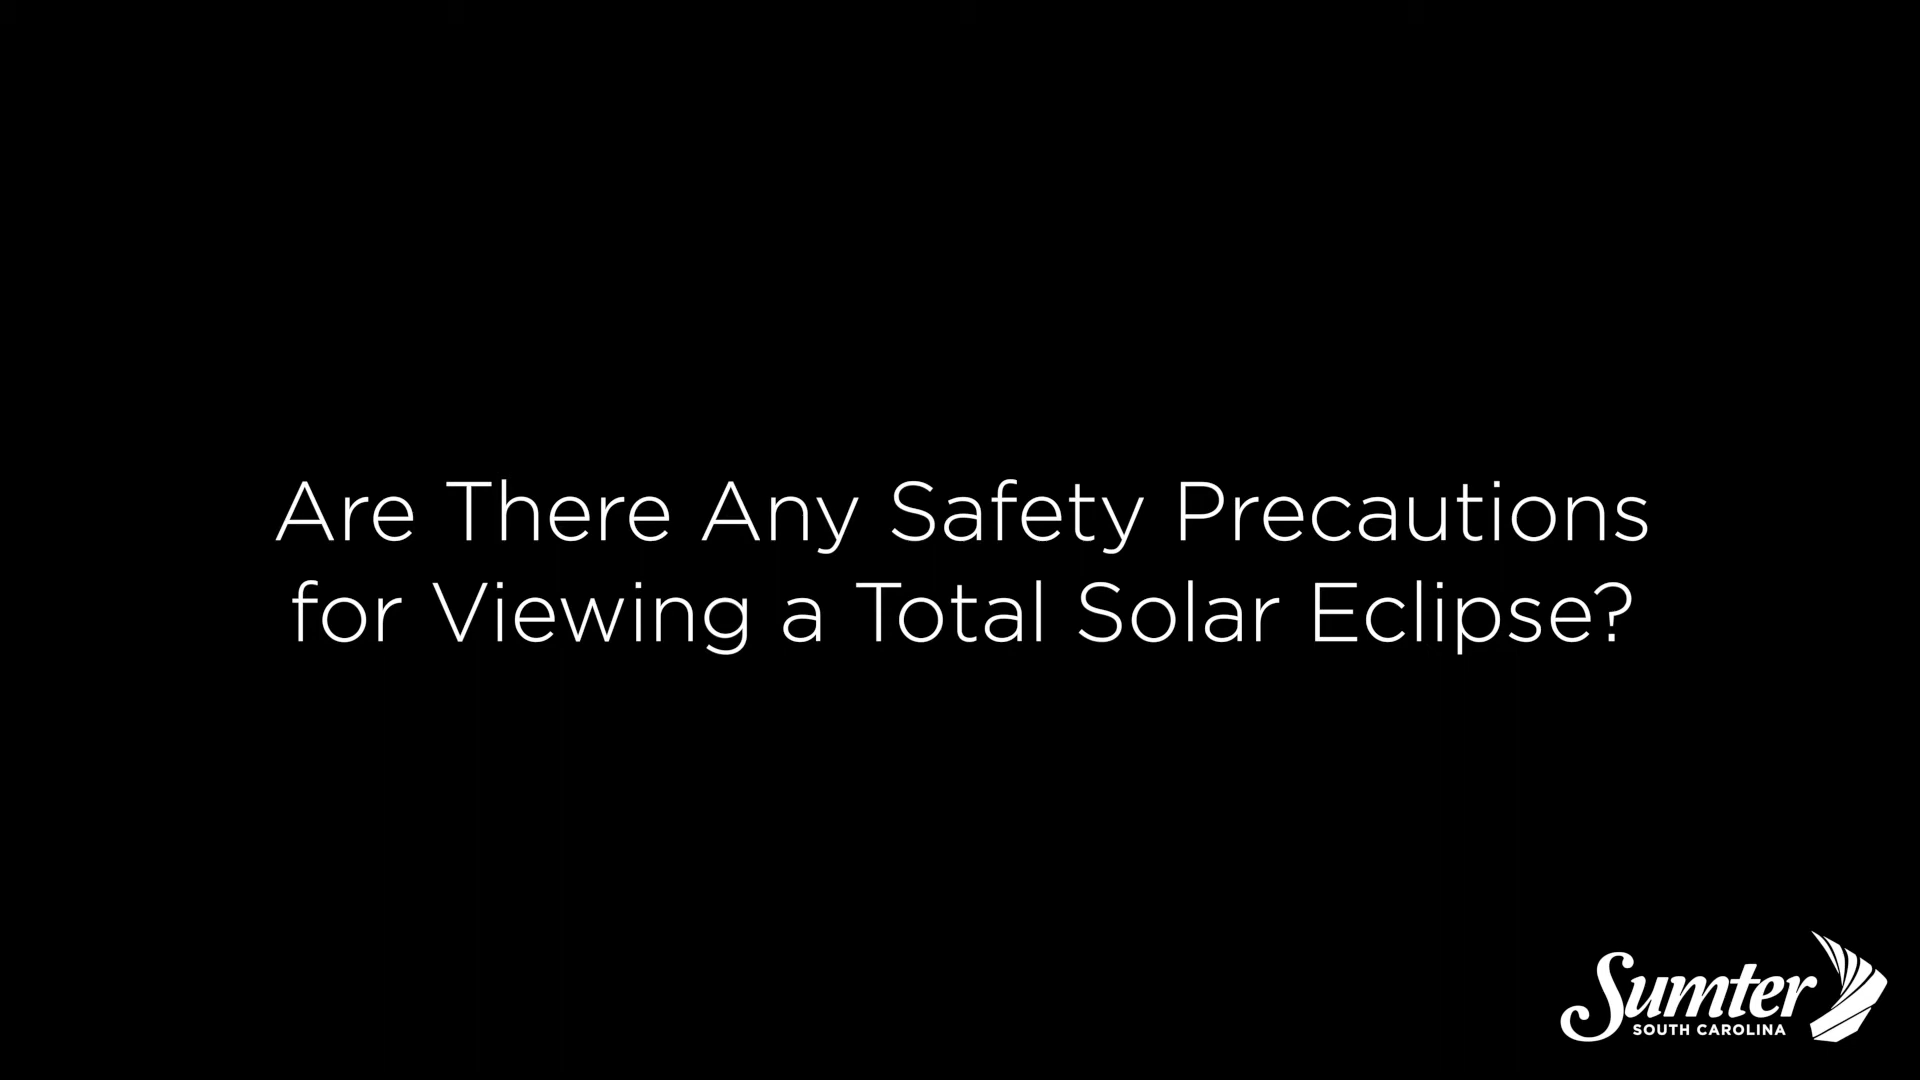 Are There Any Safety Precautions
for Viewing a Total Solar Eclipse?
Sumter
SOUTH CAROLINA